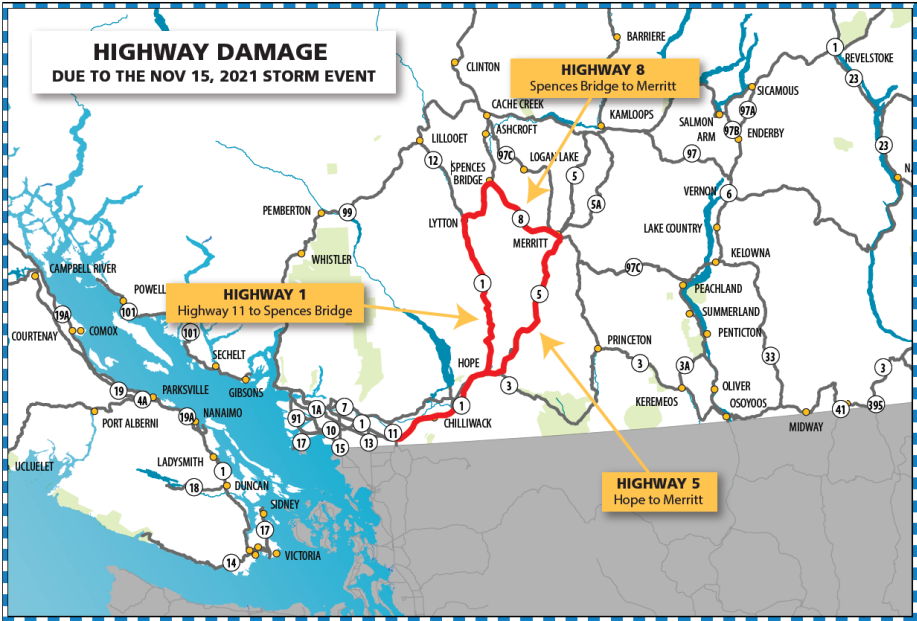 HIGHWAY DAMAGE
DUE TO THE NOV 15, 2021 STORM EVENT
BARRIERE
1
REVELSTOKE
CLINTON
HIGHWAY 8
Spences Bridge to Merritt
23
SICAMOUS
CACHE CREEK
97A
KAMLOOPS
SALMON
ARM
97B
ENDERBY
ASHCROFT
LILLOOET
97C
LOGAN LAKE
97
23
12
SPENCES
BRIDGE
5
N
VERNON
6
5A
PEMBERTON
99
LYTTON
8
MERRITT
LAKE COUNTRY
WHISTLER
KELOWNA
CAMPBELL RIVER
97C
1
5
PEACHLAND
POWELL
HIGHWAY 1
Highway 11 to Spences Bridge
19A
101
SUMMERLAND
COURTENAY
COMOX
101
PENTICTON
PRINCETON
SECHELT
HOPE
3
3A
33
3
19
4A
PARKSVILLE
GIBSONS
3
OLIVER
KEREMEOS
OSOYOOS
1
CHILLIWACK
91
1A
7
1
41
395
PORT ALBERNI
19A
NANAIMO
10
11
MIDWAY
17
15
13
UCLUELET
LADYSMITH
1
18
DUNCAN
HIGHWAY 5
Hope to Merritt
SIDNEY
17
14
VICTORIA